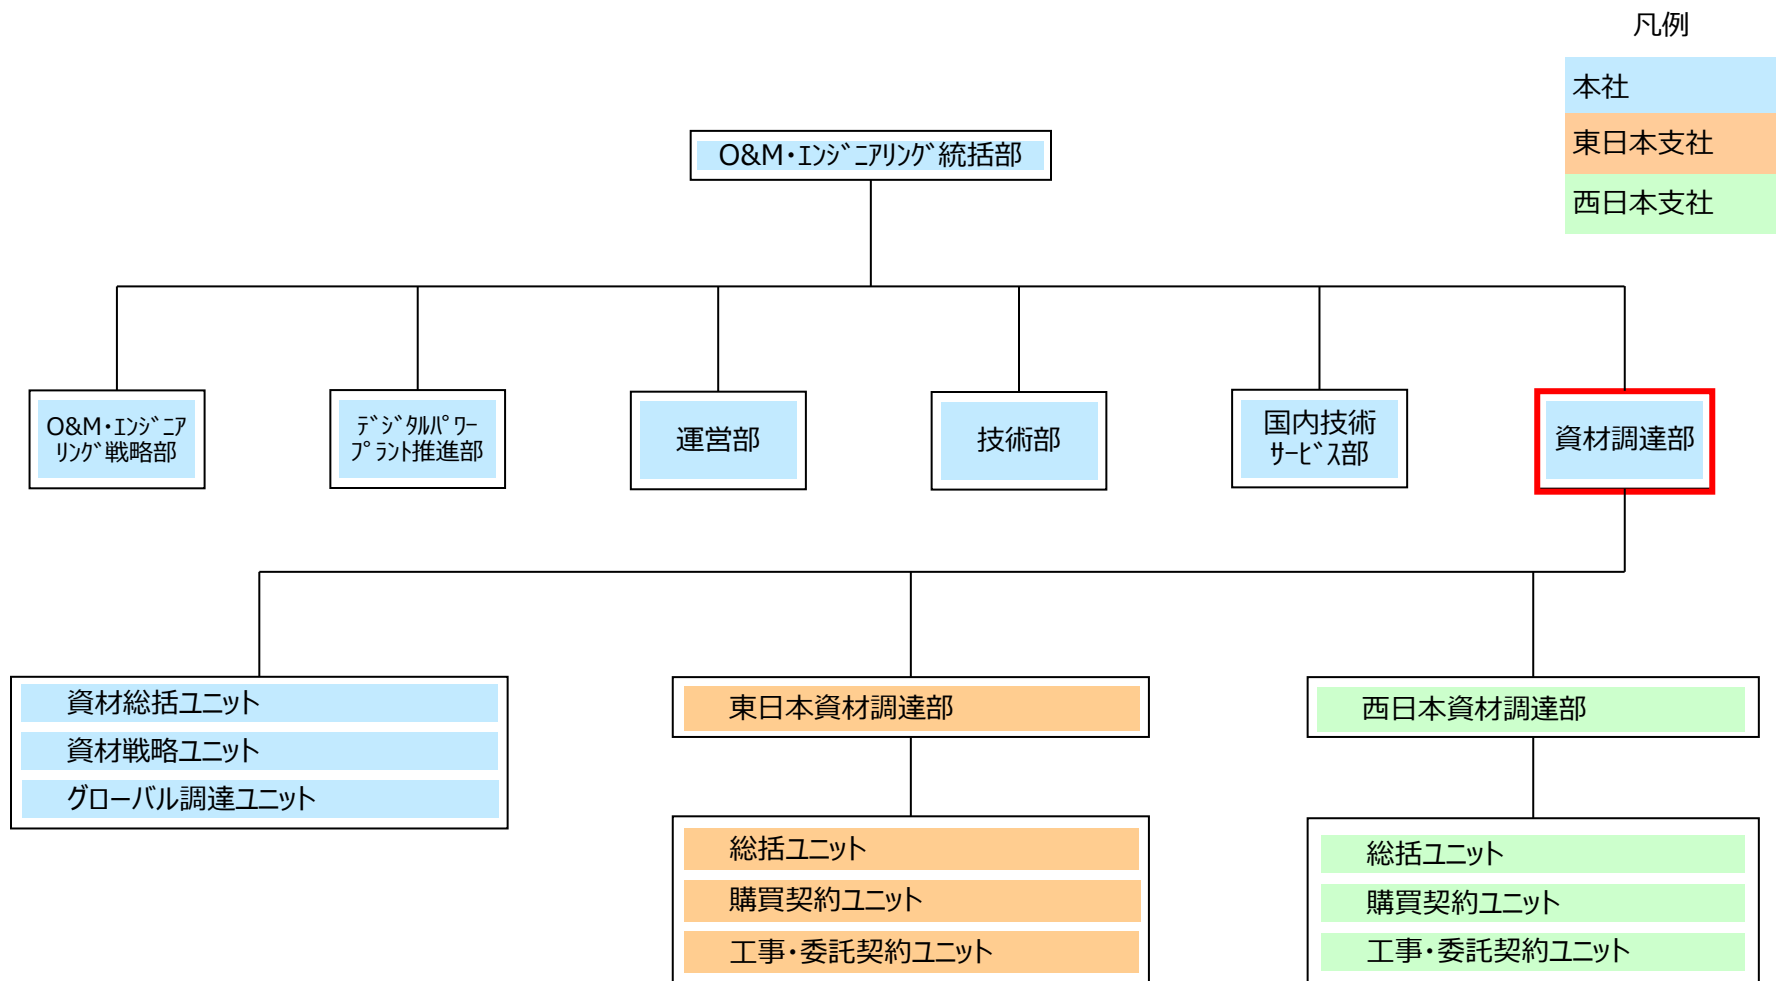 凡例
本社
東日本支社
西日本支社
O&M・ｴﾝｼﾞﾆｱﾘﾝｸﾞ統括部
O&M・ｴﾝｼﾞﾆｱ
ﾘﾝｸﾞ戦略部
ﾃﾞｼﾞﾀﾙﾊﾟﾜｰ
ﾌﾟﾗﾝﾄ推進部
運営部
技術部
国内技術
ｻｰﾋﾞｽ部
資材調達部
資材総括ユニット
資材戦略ユニット
グローバル調達ユニット
東日本資材調達部
総括ユニット
購買契約ユニット
工事・委託契約ユニット
西日本資材調達部
総括ユニット
購買契約ユニット
工事・委託契約ユニット